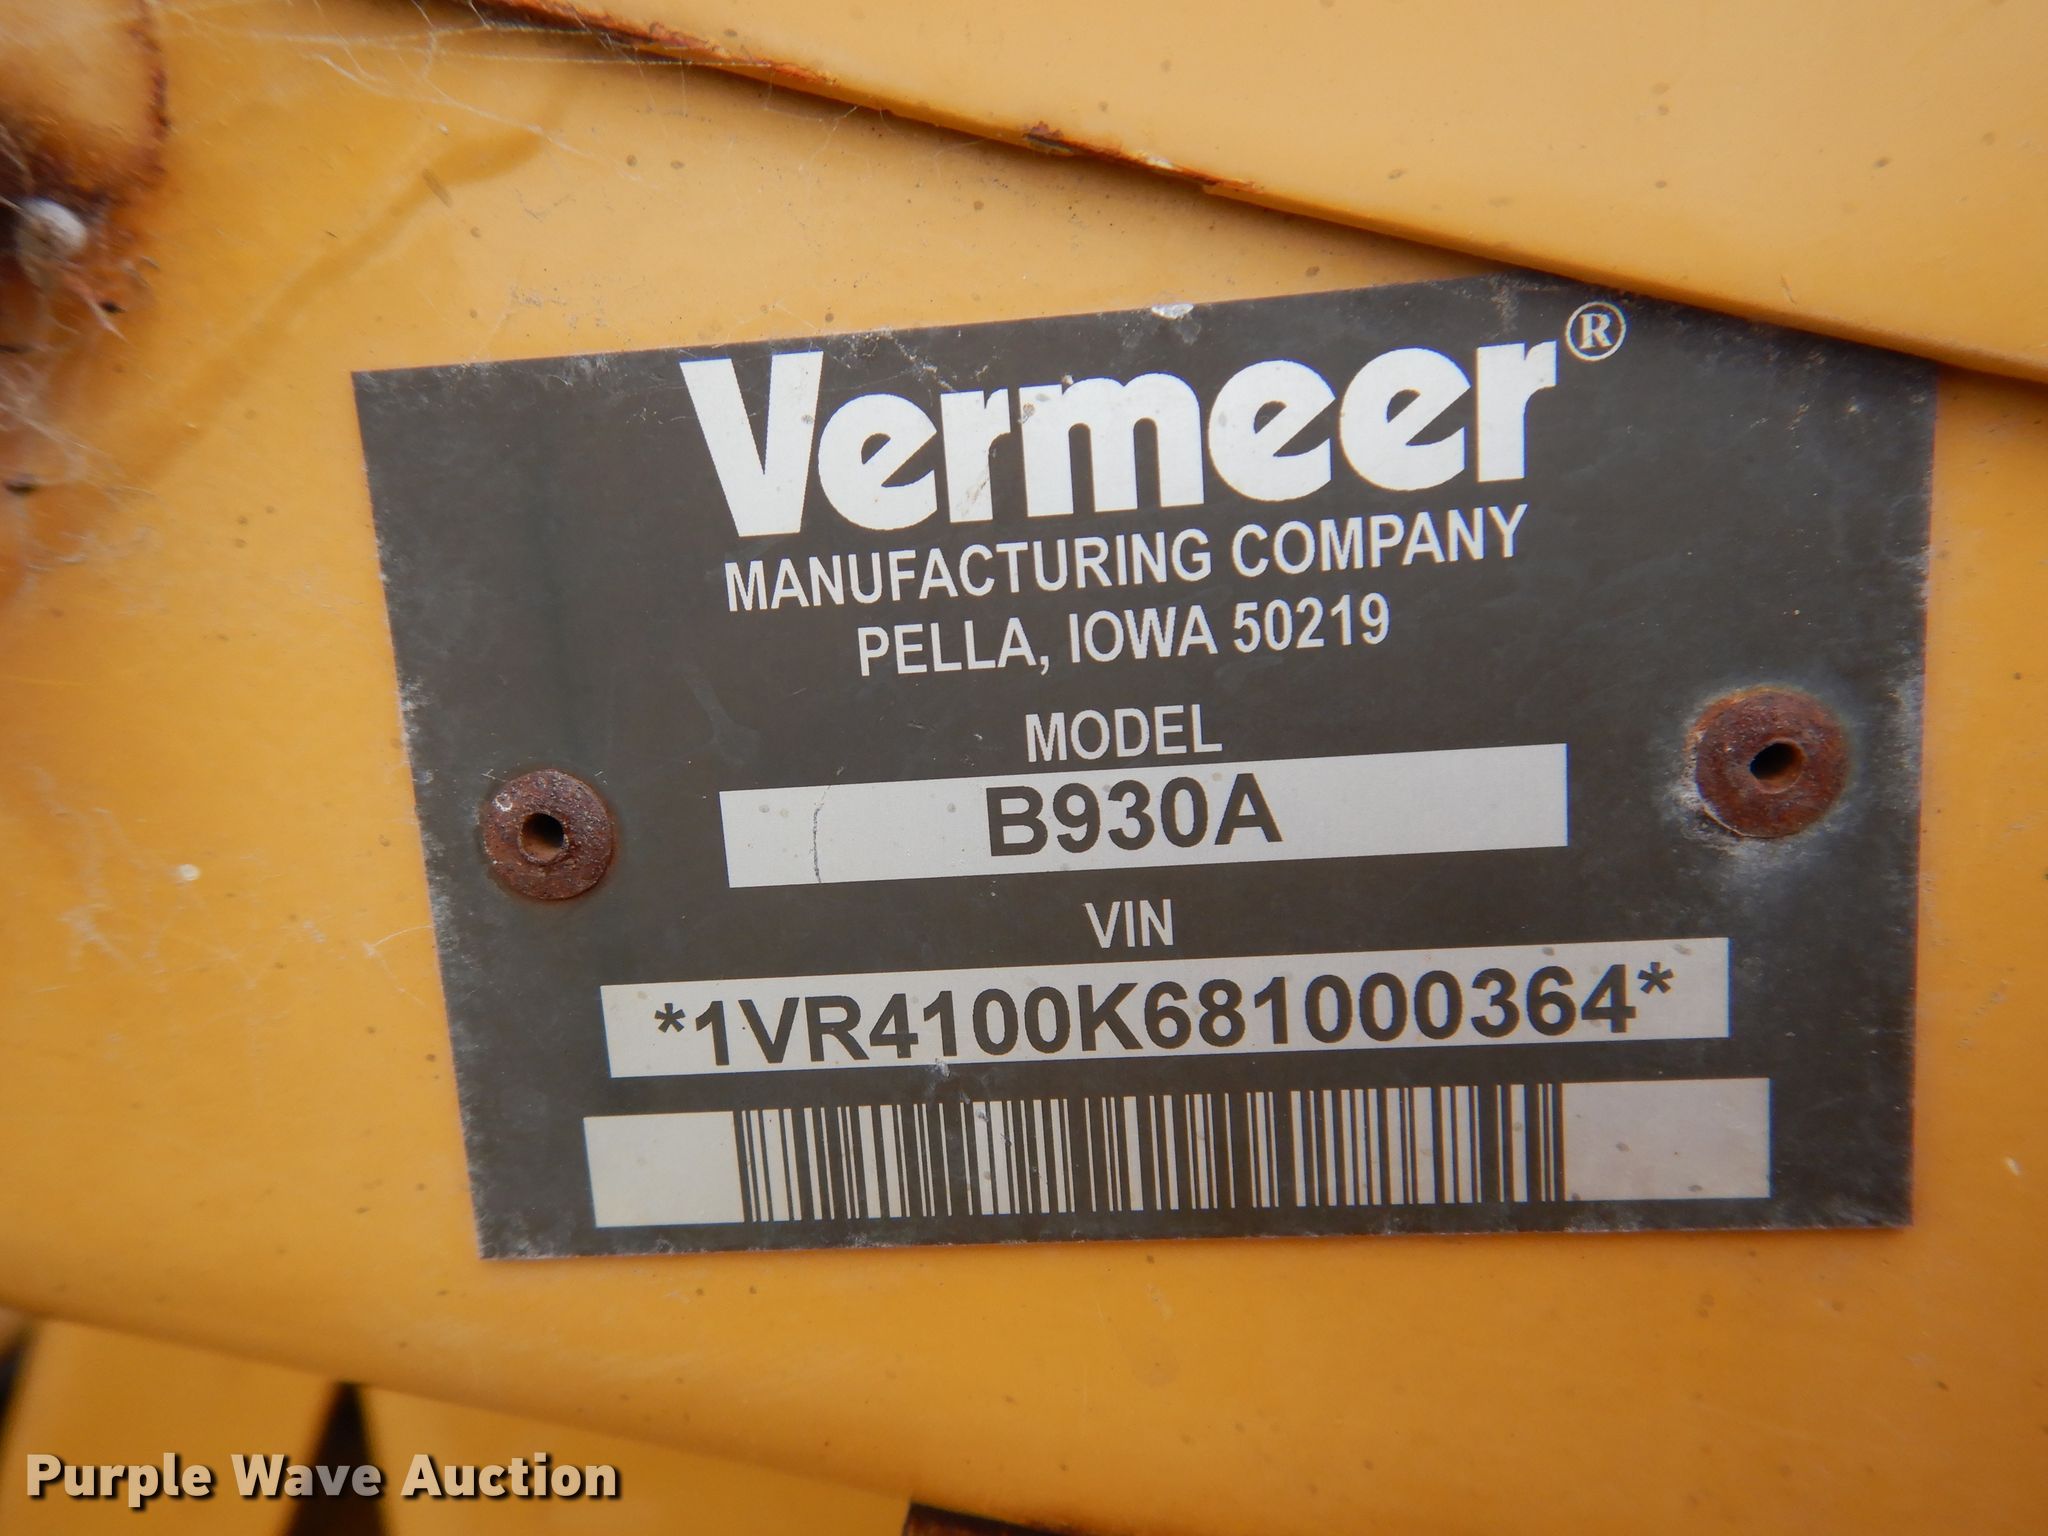 Vermeer®
MANUFACTURING COMPANY
PELLA, IOWA 50219
MODEL
B930A
VIN
*1VR4100K681000364*
Purple Wave Auction